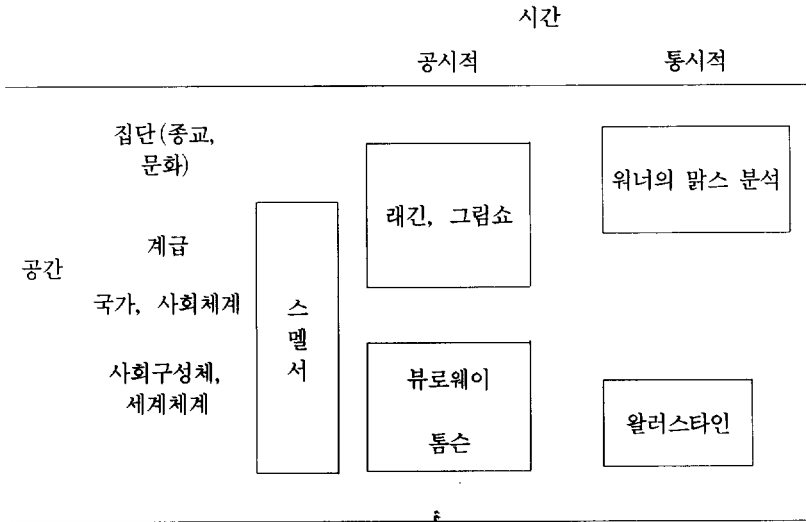 시간
공시적 통시적
집단(종교,
문화)
워너의 맑스 분석
래긴, 그림쇼
계급
공간
국가, 사회체계
스
멜
서
사회구성체,
세계체계
뷰로웨이
톰슨
왈러스타인